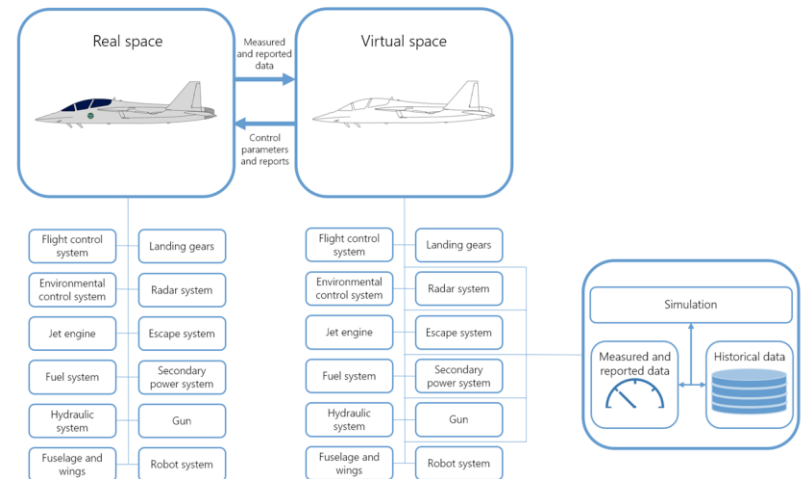 Real space
Measured
and reported
data
Virtual space
Control
parameters
and reports
Flight control
system
Landing gears
Environmental
control system
Radar system
Jet engine
Escape system
Fuel system
Secondary
power system
Hydraulic
system
Gun
Fuselage and
wings
Robot system
Flight control
system
Landing gears
Environmental
control system
Radar system
Jet engine
Escape system
Fuel system
Secondary
power system
Hydraulic
system
Gun
Fuselage and
wings
Robot system
Simulation
Measured and
reported data
Historical data